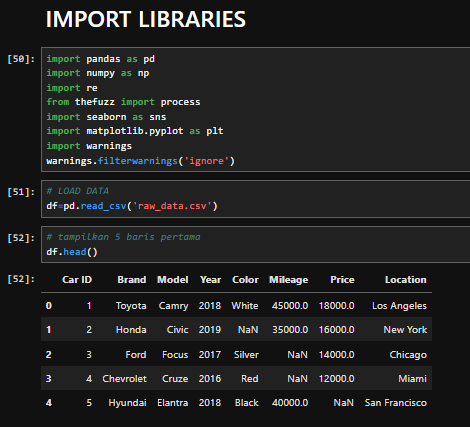 IMPORT LIBRARIES
[50]: import pandas as pd
import numpy as np
import re
from thefuzz import process
import seaborn as sns
import matplotlib.pyplot as plt
import warnings
warnings.filterwarnings('ignore')
[51]: # LOAD DATA
df=pd.read_csv('raw_data.csv')
[52]: # tampilkan 5 baris pertama
df.head()
[52]: Car ID Brand Model Year Color Mileage Price Location
0 1 Toyota Camry 2018 White 45000.0 18000.0 Los Angeles
1 2 Honda Civic 2019 NaN 35000.0 16000.0 New York
2 3 Ford Focus 2017 Silver NaN 14000.0 Chicago
3 4 Chevrolet Cruze 2016 Red NaN 12000.0 Miami
4 5 Hyundai Elantra 2018 Black 40000.0 NaN San Francisco